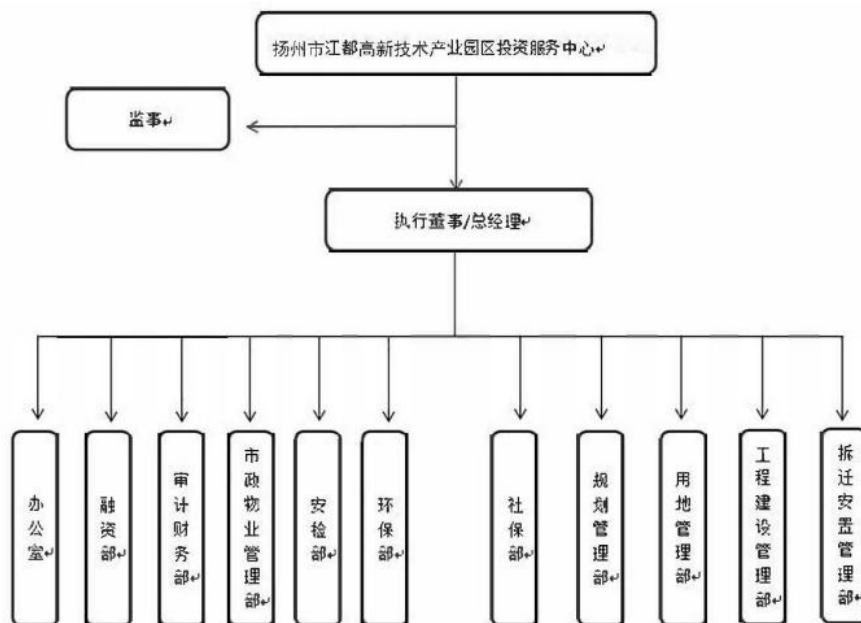 扬州市江都高新技术产业园区投资服务中心
监事
执行董事/总经理
办公室
融资部
审计财务部
市政物业管理部
安检部
环保部
社保部
规划管理部
用地管理部
工程建设管理部
拆迁安置管理部